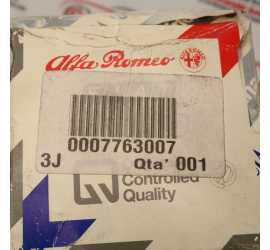 Alfa Romeo
0007763007
3J Qta' 001
Controlled
Quality